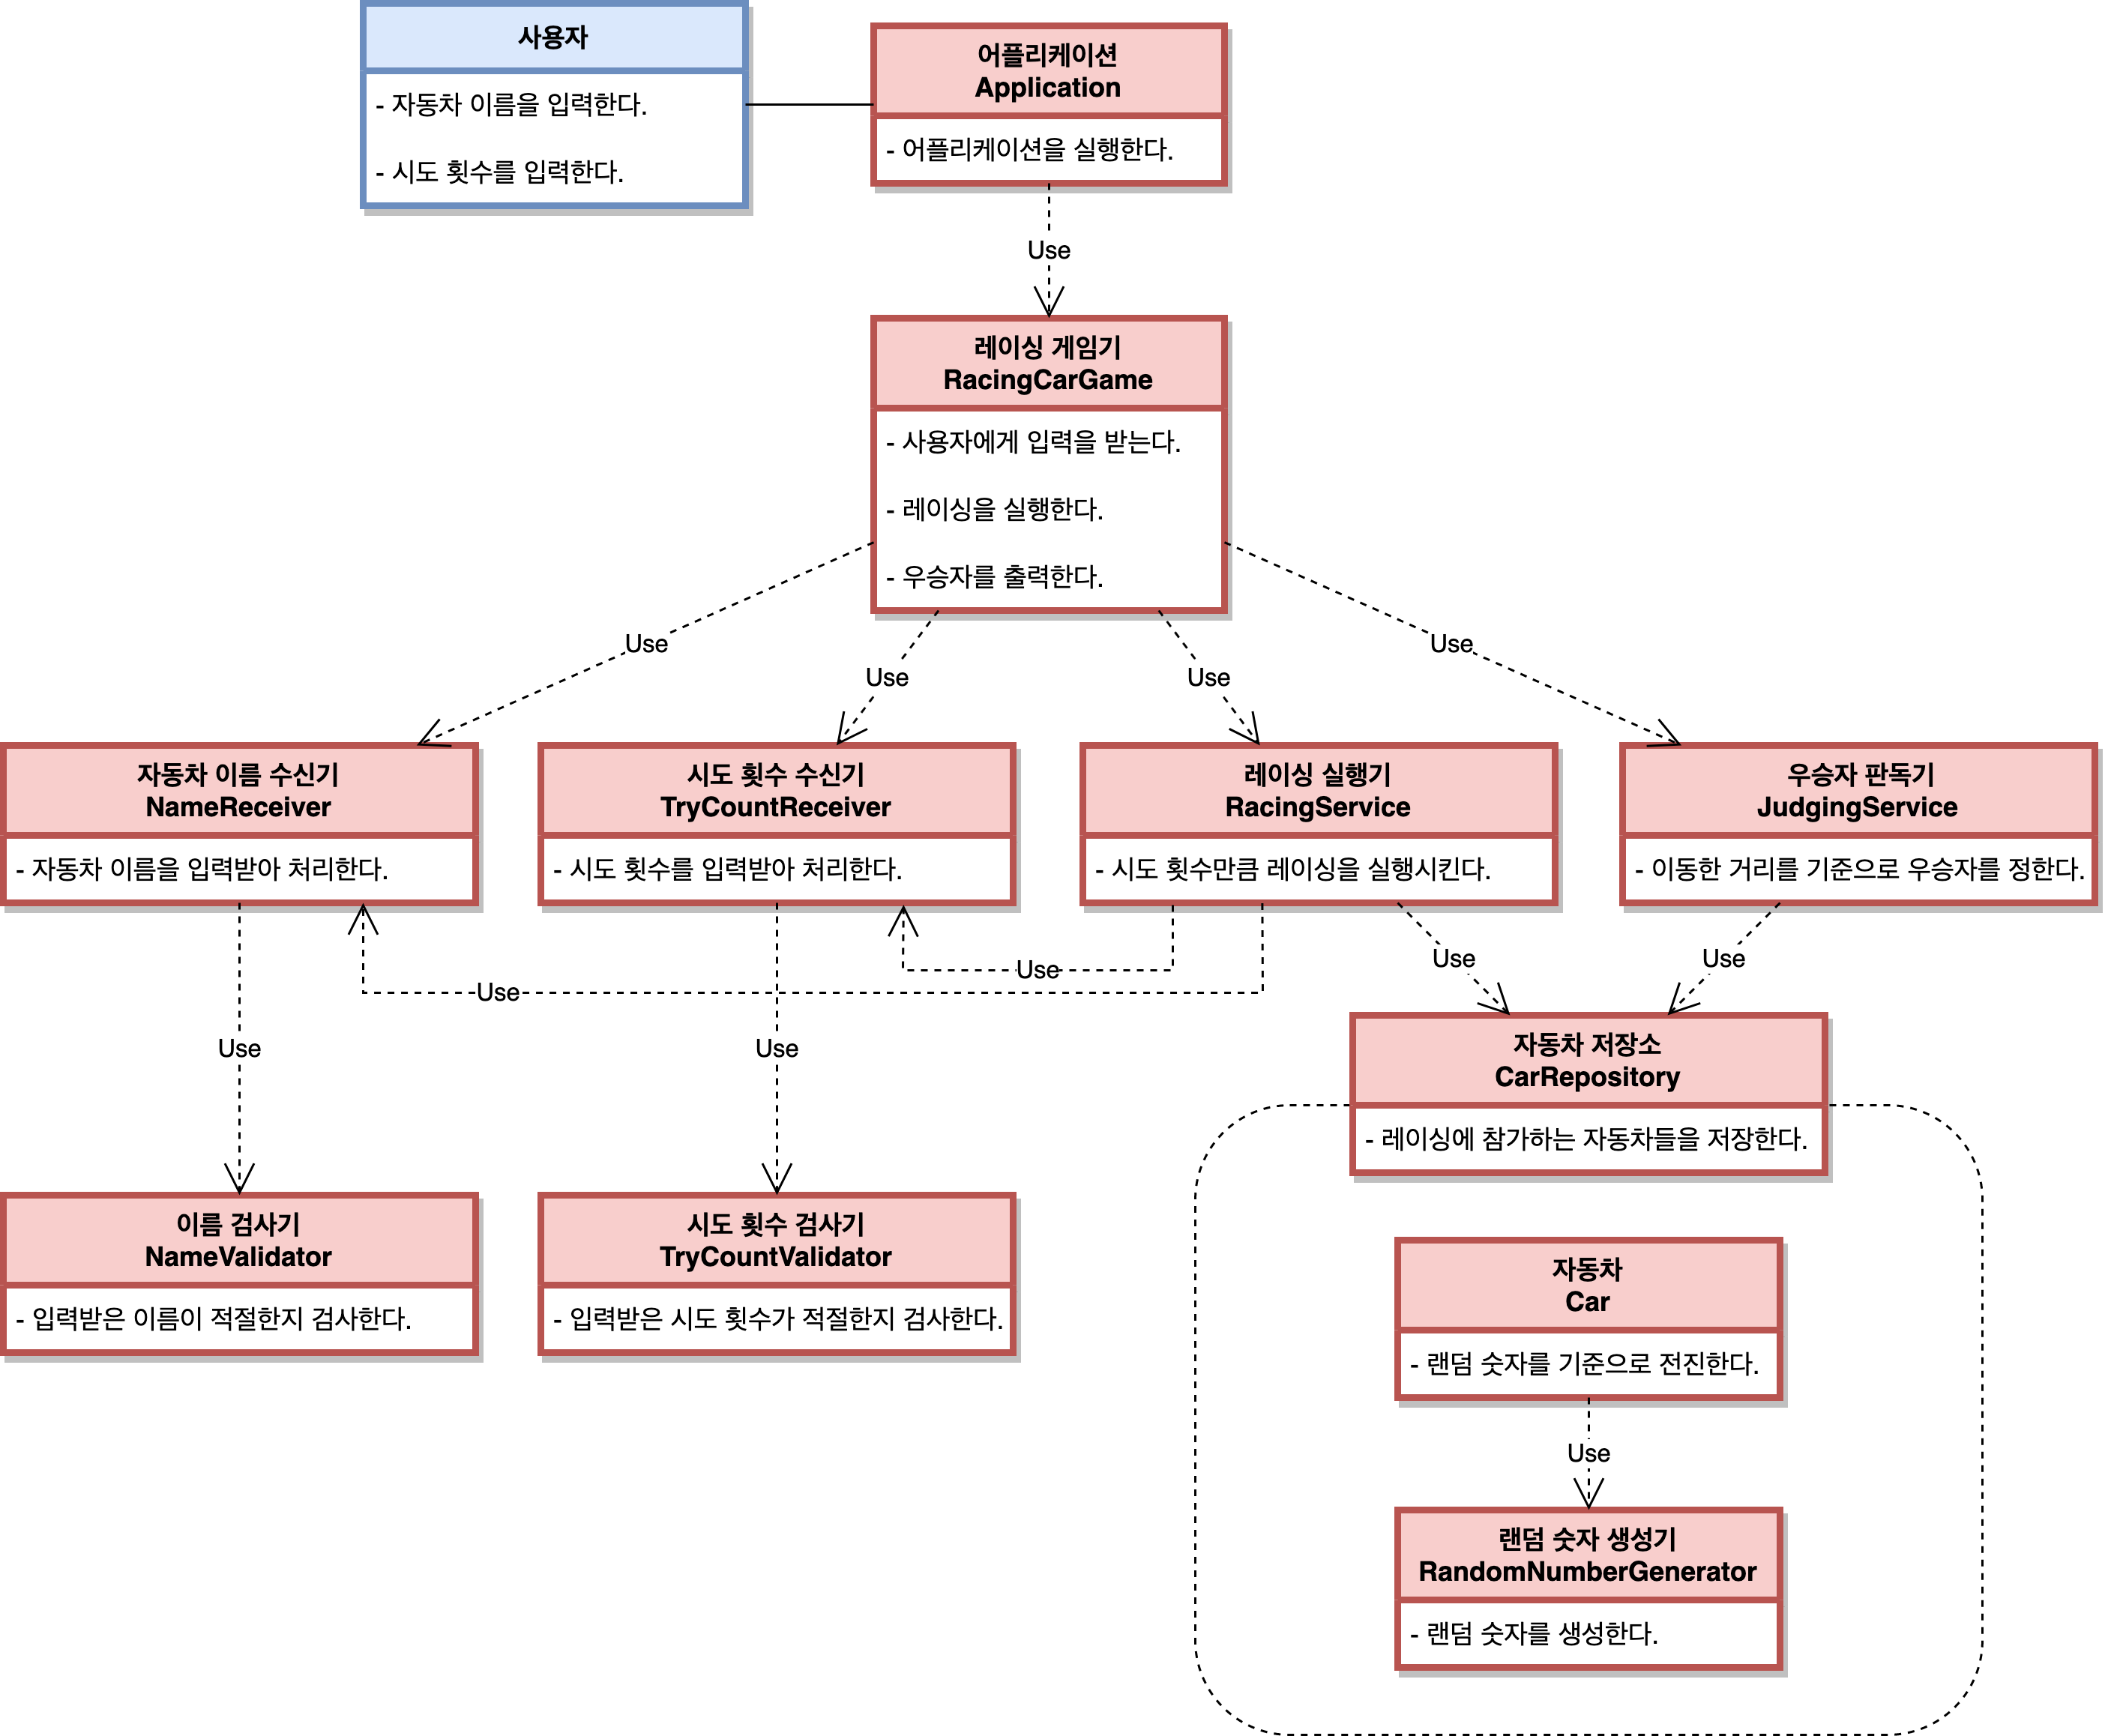 사용자
- 자동차 이름을 입력한다.
- 시도 횟수를 입력한다.
어플리케이션
Application
- 어플리케이션을 실행한다.
Use
레이싱 게임기
RacingCarGame
- 사용자에게 입력을 받는다.
- 레이싱을 실행한다.
- 우승자를 출력한다.
Use
Use
Use
Use
자동차 이름 수신기
NameReceiver
- 자동차 이름을 입력받아 처리한다.
시도 횟수 수신기
TryCountReceiver
- 시도 횟수를 입력받아 처리한다.
레이싱 실행기
RacingService
- 시도 횟수만큼 레이싱을 실행시킨다.
우승자 판독기
JudgingService
- 이동한 거리를 기준으로 우승자를 정한다.
Use
Use
Use
Use
Use
Use
자동차 저장소
CarRepository
- 레이싱에 참가하는 자동차들을 저장한다.
이름 검사기
NameValidator
- 입력받은 이름이 적절한지 검사한다.
시도 횟수 검사기
TryCountValidator
- 입력받은 시도 횟수가 적절한지 검사한다.
자동차
Car
- 랜덤 숫자를 기준으로 전진한다.
Use
랜덤 숫자 생성기
RandomNumberGenerator
- 랜덤 숫자를 생성한다.